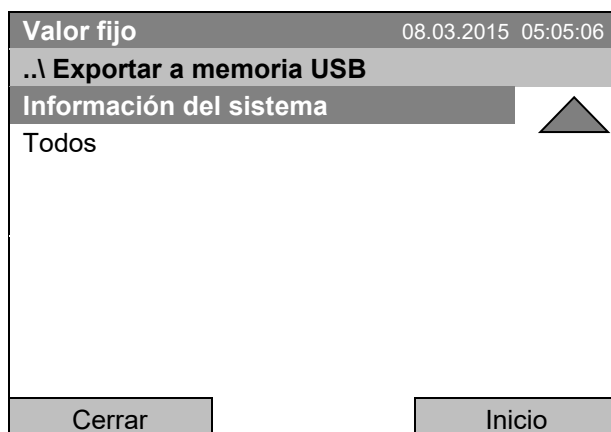 Valor fijo 08.03.2015 05:05:06
..\ Exportar a memoria USB
Información del sistema
Todos
Cerrar Inicio